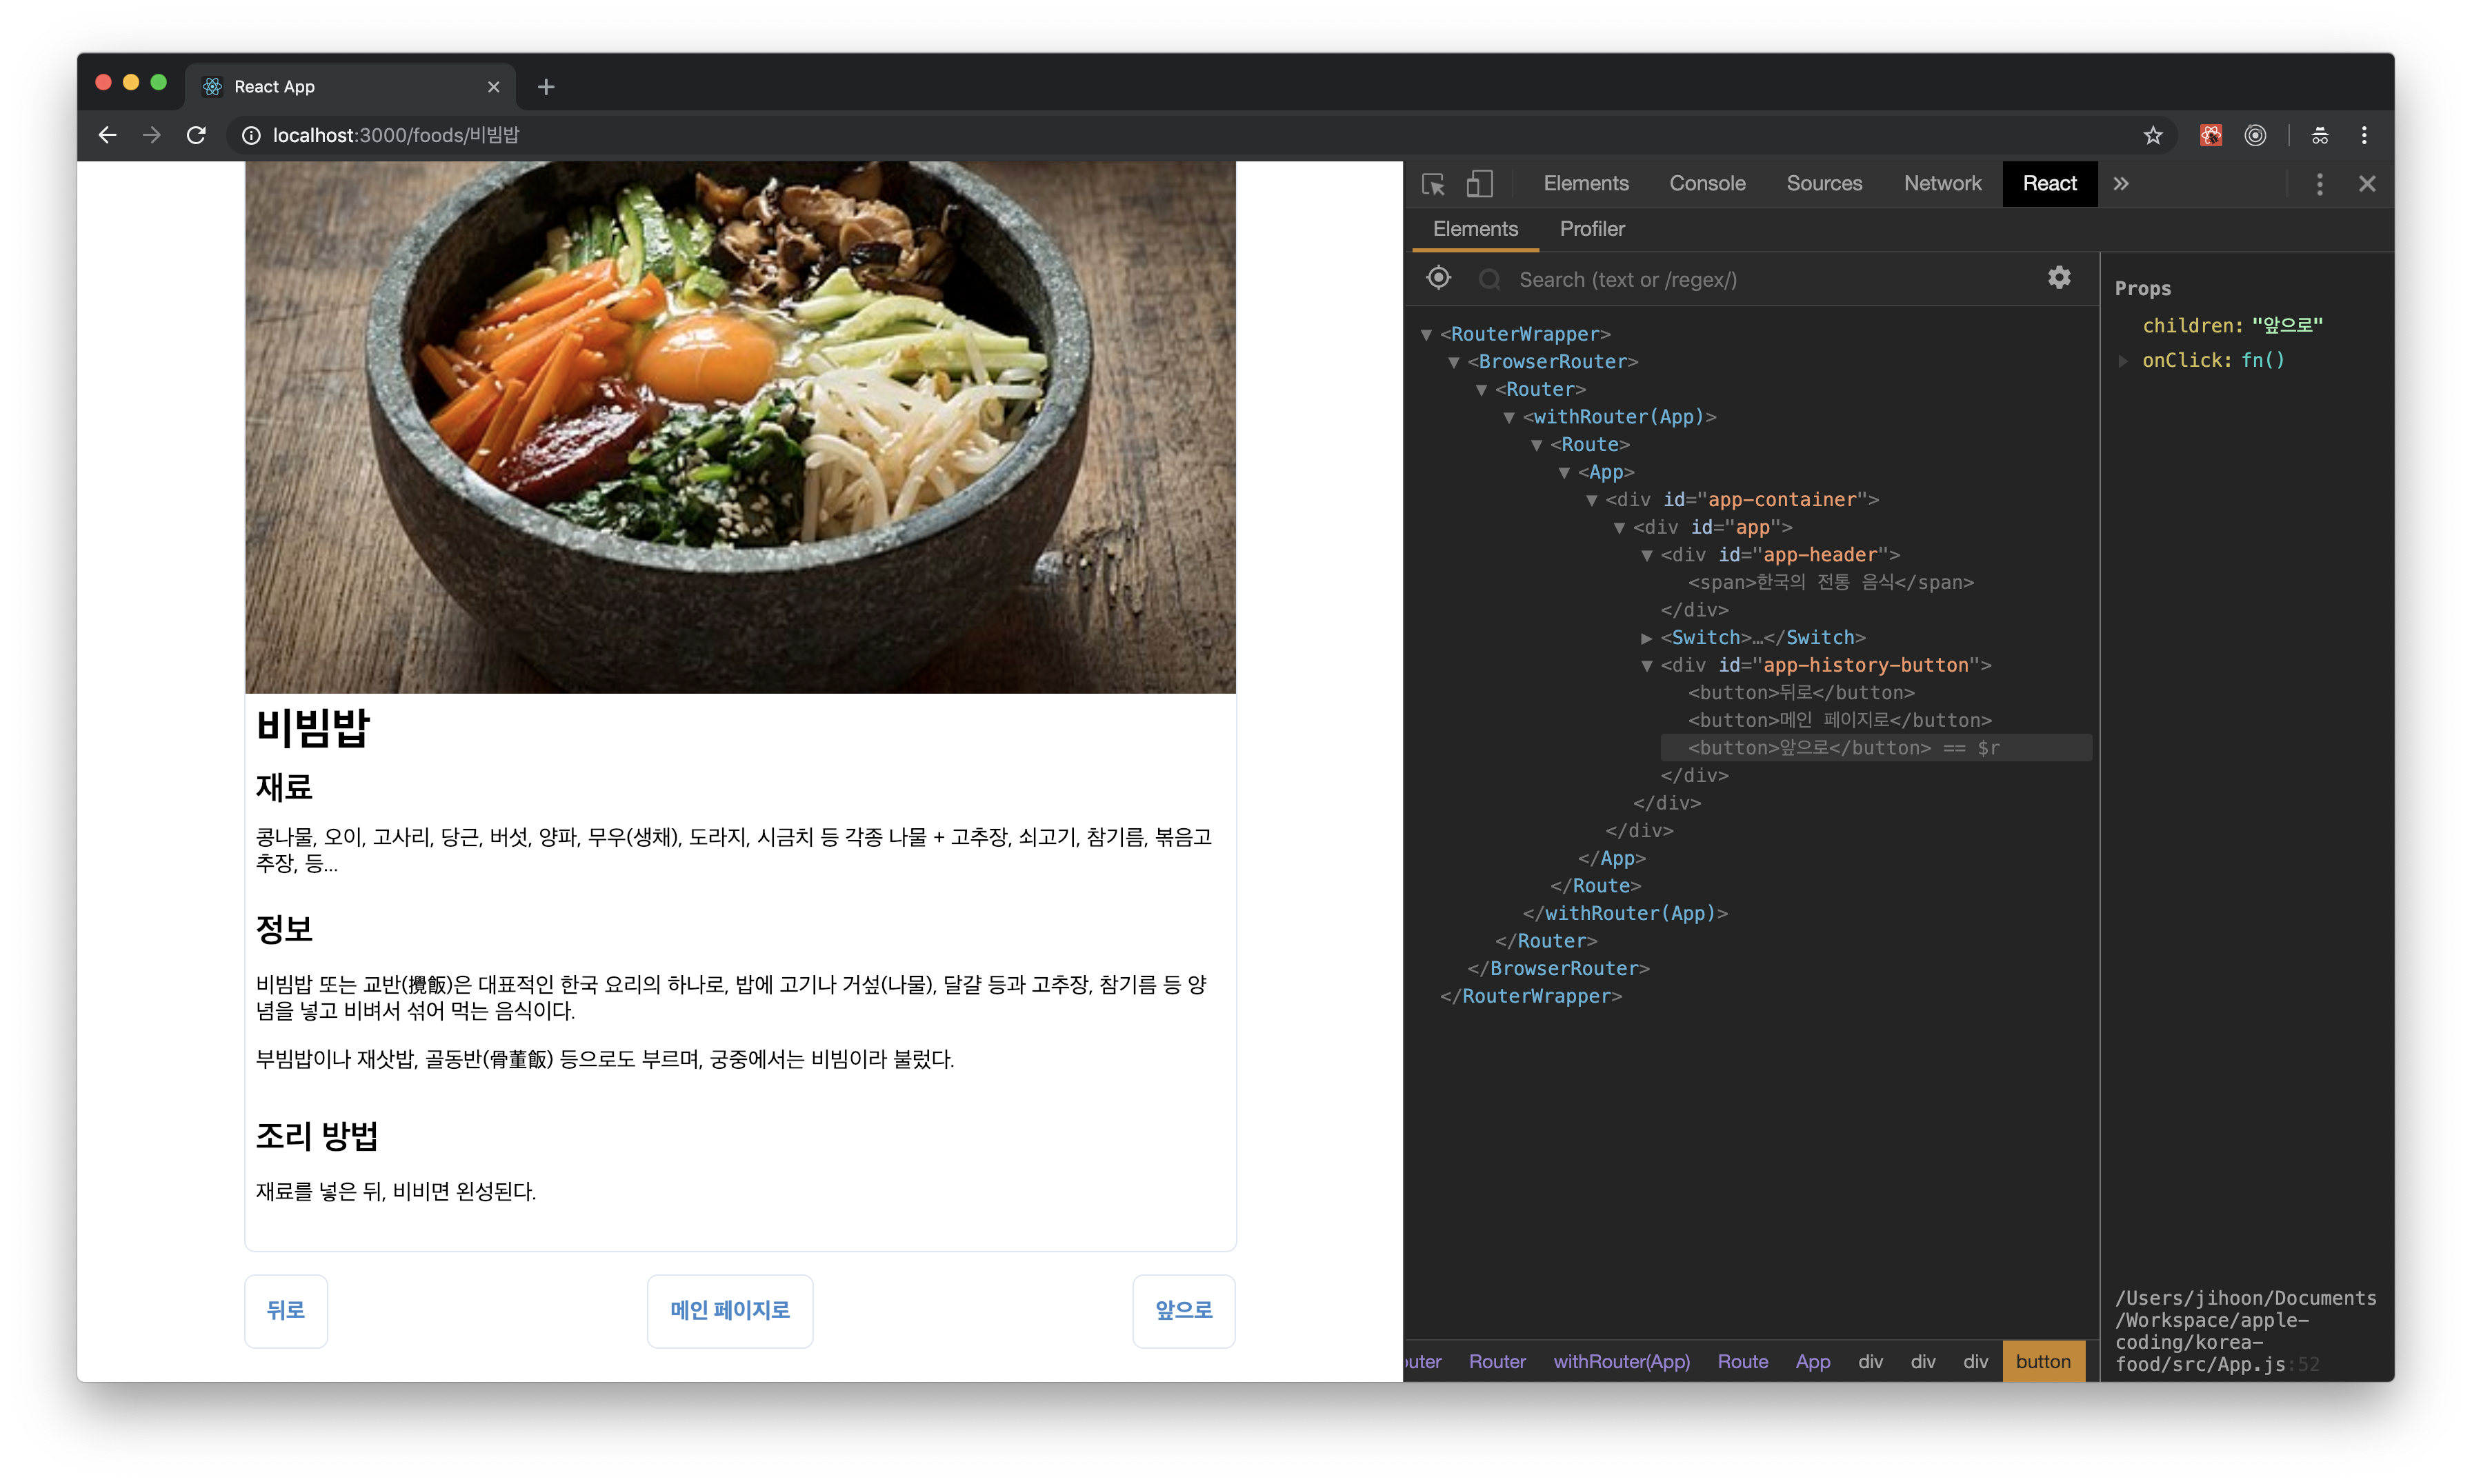 React App
localhost:3000/foods/비빔밥
Elements Console Sources Network React
Elements Profiler
Search (text or /regex/)
<RouterWrapper>
<BrowserRouter>
<Router>
<withRouter(App)>
<Route>
<App>
<div id="app-container">
<div id="app">
<div id="app-header">
<span>한국의 전통 음식</span>
</div>
<Switch>…</Switch>
<div id="app-history-button">
<button>뒤로</button>
<button>메인 페이지로</button>
<button>앞으로</button> == $r
</div>
</div>
</div>
</App>
</Route>
</withRouter(App)>
</Router>
</BrowserRouter>
</RouterWrapper>
Props
children: "앞으로"
onClick: fn()
비빔밥
재료
콩나물, 오이, 고사리, 당근, 버섯, 양파, 무우(생채), 도라지, 시금치 등 각종 나물 + 고추장, 쇠고기, 참기름, 볶음고
추장, 등...
정보
비빔밥 또는 교반(攪飯)은 대표적인 한국 요리의 하나로, 밥에 고기나 거섶(나물), 달걀 등과 고추장, 참기름 등 양
념을 넣고 비벼서 섞어 먹는 음식이다.
부빔밥이나 재삿밥, 골동반(骨董飯) 등으로도 부르며, 궁중에서는 비빔이라 불렀다.
조리 방법
재료를 넣은 뒤, 비비면 왼성된다.
뒤로 메인 페이지로 앞으로
outer Router withRouter(App) Route App div div div button
/Users/jihoon/Documents
/Workspace/apple-
coding/korea-
food/src/App.js:52